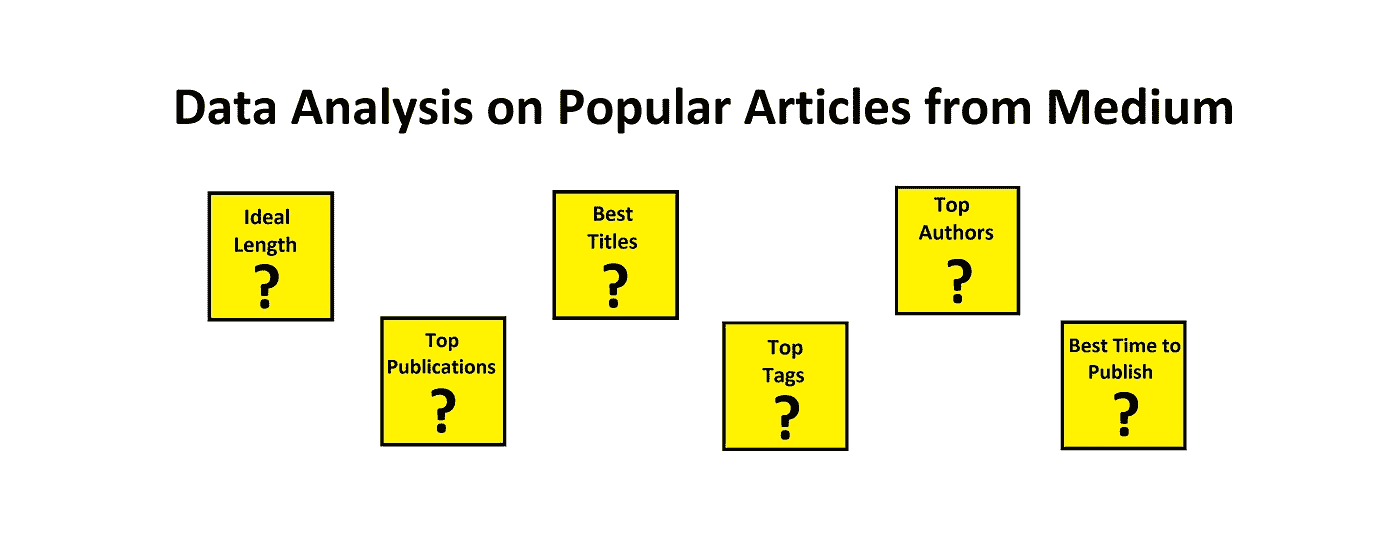 Data Analysis on Popular Articles from Medium
Ideal
Length
?
Top
Publications
?
Best
Titles
?
Top
Tags
?
Top
Authors
?
Best Time to
Publish
?